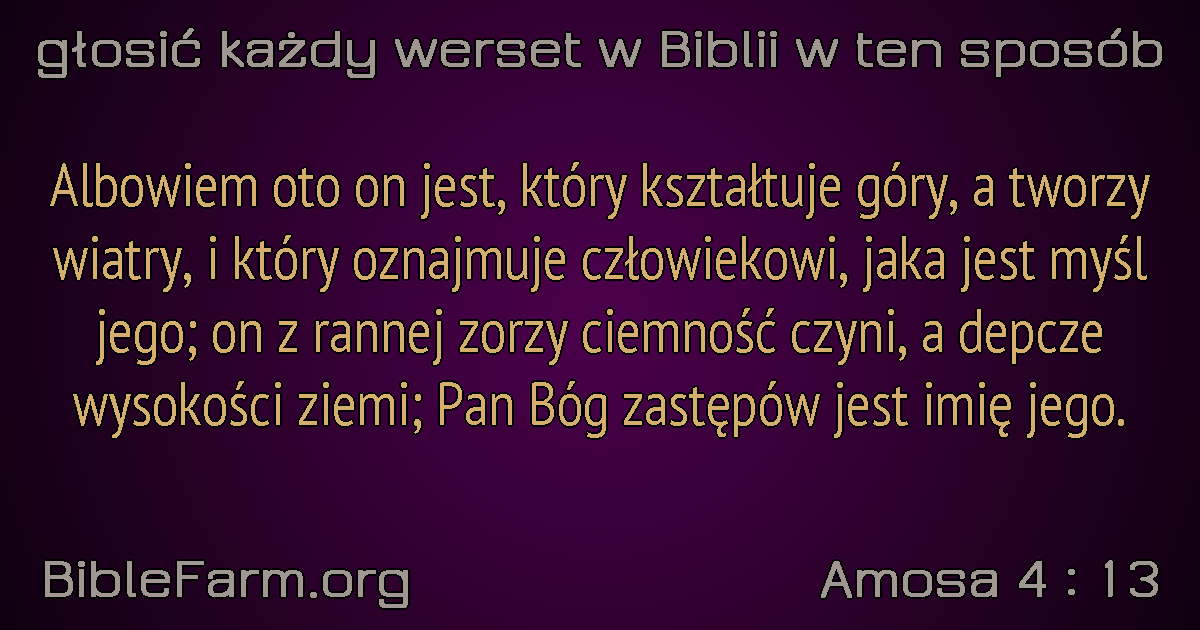 głosić każdy werset w Biblii w ten sposób
Albowiem oto on jest, który kształtuje góry, a tworzy
wiatry, i który oznajmuje człowiekowi, jaka jest myśl
jego; on z rannej zorzy ciemność czyni, a depcze
wysokości ziemi; Pan Bóg zastępów jest imię jego.
BibleFarm.org
Amosa 4 : 13